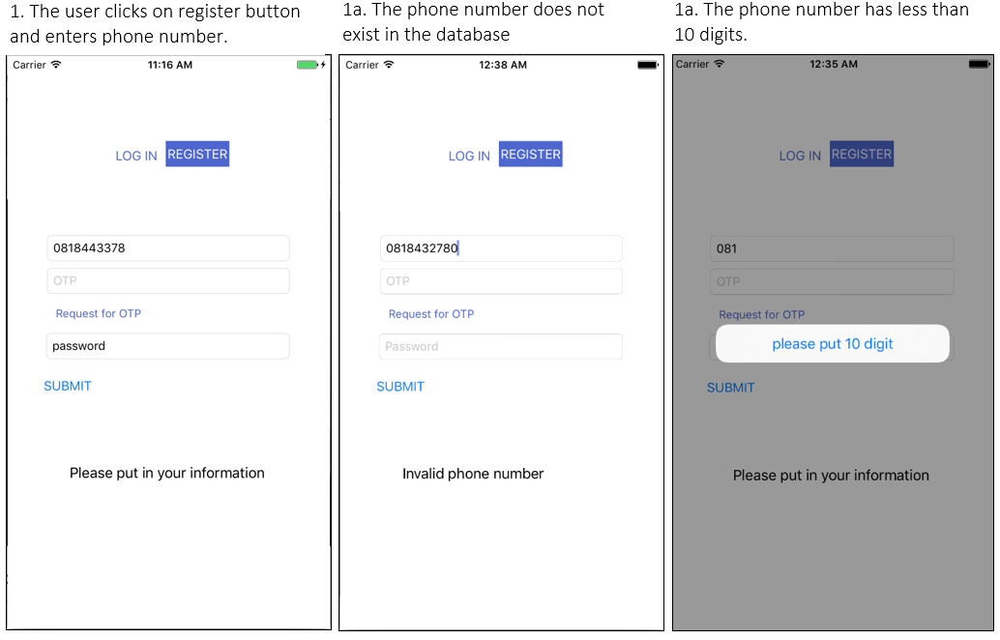 1. The user clicks on register button
and enters phone number.
Carrier 11:16 AM
LOG IN REGISTER
0818443378
OTP
Request for OTP
password
SUBMIT
Please put in your information
1a. The phone number does not
exist in the database
Carrier 12:38 AM
LOG IN REGISTER
0818432780
OTP
Request for OTP
Password
SUBMIT
Invalid phone number
1a. The phone number has less than
10 digits.
Carrier 12:35 AM
LOG IN REGISTER
081
OTP
Request for OTP
please put 10 digit
SUBMIT
Please put in your information